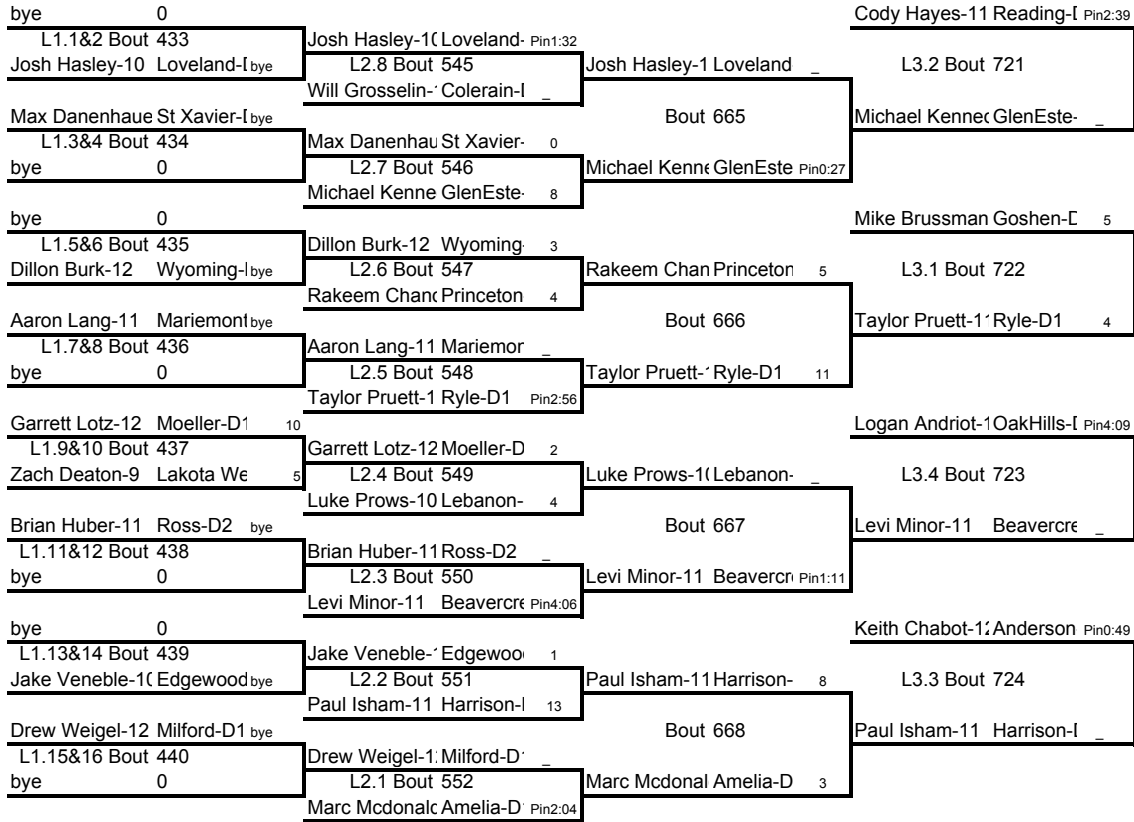 bye 0 Cody Hayes-11 Reading-D Pin2:39
L1.1&2 Bout 433 Josh Hasley-10 Loveland- Pin1:32
Josh Hasley-10 Loveland-D bye L2.8 Bout 545 Josh Hasley-1 Loveland _ L3.2 Bout 721
Will Grosselin-1 Colerain-D _
Max Danenhaue St Xavier-D bye Bout 665 Michael Kenned GlenEste- _
L1.3&4 Bout 434 Max Danenhau St Xavier- 0
bye 0 L2.7 Bout 546 Michael Kenne GlenEste Pin0:27
Michael Kenne GlenEste- 8
bye 0 Mike Brussman Goshen-D 5
L1.5&6 Bout 435 Dillon Burk-12 Wyoming- 3
Dillon Burk-12 Wyoming-D bye L2.6 Bout 547 Rakeem Chan Princeton 5 L3.1 Bout 722
Rakeem Chand Princeton 4
Aaron Lang-11 Mariemont bye Bout 666 Taylor Pruett-11 Ryle-D1 4
L1.7&8 Bout 436 Aaron Lang-11 Mariemor _
bye 0 L2.5 Bout 548 Taylor Pruett-1 Ryle-D1 11
Taylor Pruett-1 Ryle-D1 Pin2:56
Garrett Lotz-12 Moeller-D1 10 Logan Andriot-1 OakHills-D Pin4:09
L1.9&10 Bout 437 Garrett Lotz-12 Moeller-D 2
Zach Deaton-9 Lakota We 5 L2.4 Bout 549 Luke Prows-10 Lebanon- _ L3.4 Bout 723
Luke Prows-10 Lebanon- 4
Brian Huber-11 Ross-D2 bye Bout 667 Levi Minor-11 Beavercre _
L1.11&12 Bout 438 Brian Huber-11 Ross-D2 _
bye 0 L2.3 Bout 550 Levi Minor-11 Beavercr Pin1:11
Levi Minor-11 Beavercre Pin4:06
bye 0 Keith Chabot-12 Anderson Pin0:49
L1.13&14 Bout 439 Jake Veneble-1 Edgewoo 1
Jake Veneble-10 Edgewood bye L2.2 Bout 551 Paul Isham-11 Harrison- 8 L3.3 Bout 724
Paul Isham-11 Harrison-D 13
Drew Weigel-12 Milford-D1 bye Bout 668 Paul Isham-11 Harrison-D _
L1.15&16 Bout 440 Drew Weigel-12 Milford-D1 _
bye 0 L2.1 Bout 552 Marc Mcdonal Amelia-D 3
Marc Mcdonald Amelia-D1 Pin2:04